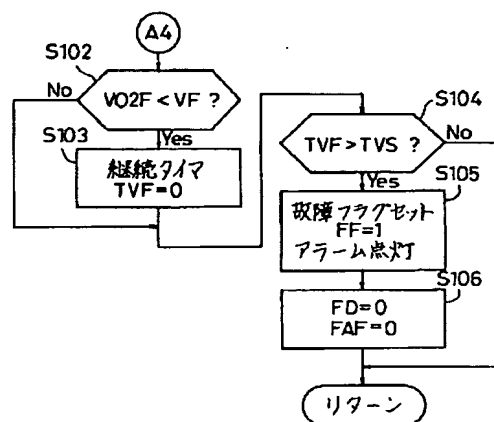 A4
S102
VO2F < VF ?
No
Yes
S103
継続タイマ
TVF=0
S104
TVF>TVS ?
No
Yes
S105
故障フラグセット
FF=1
アラーム点灯
S106
FD=0
FAF=0
リターン